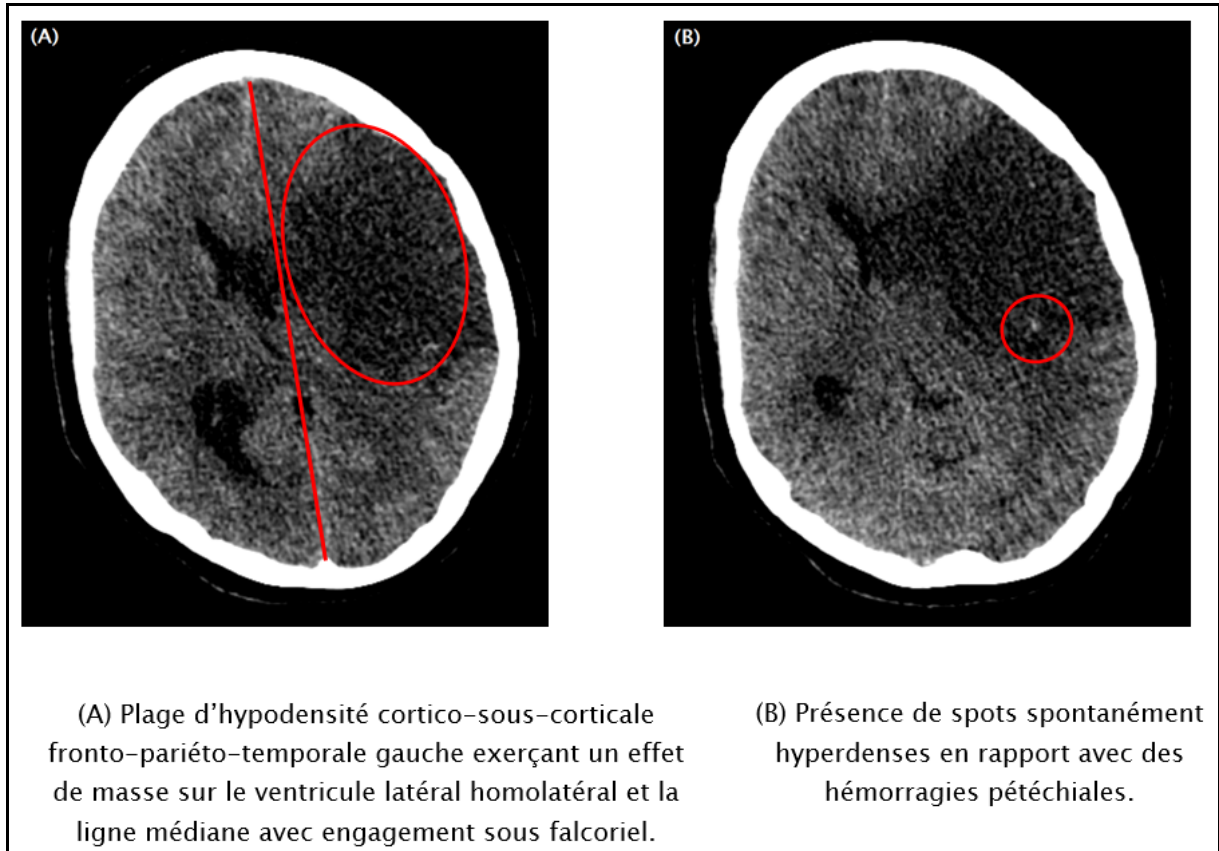 (A)
(B)
(A) Plage d'hypodensité cortico-sous-corticale
fronto-pariéto-temporale gauche exerçant un effet
de masse sur le ventricule latéral homolatéral et la
ligne médiane avec engagement sous falcoriel.
(B) Présence de spots spontanément
hyperdenses en rapport avec des
hémorragies pétéchiales.